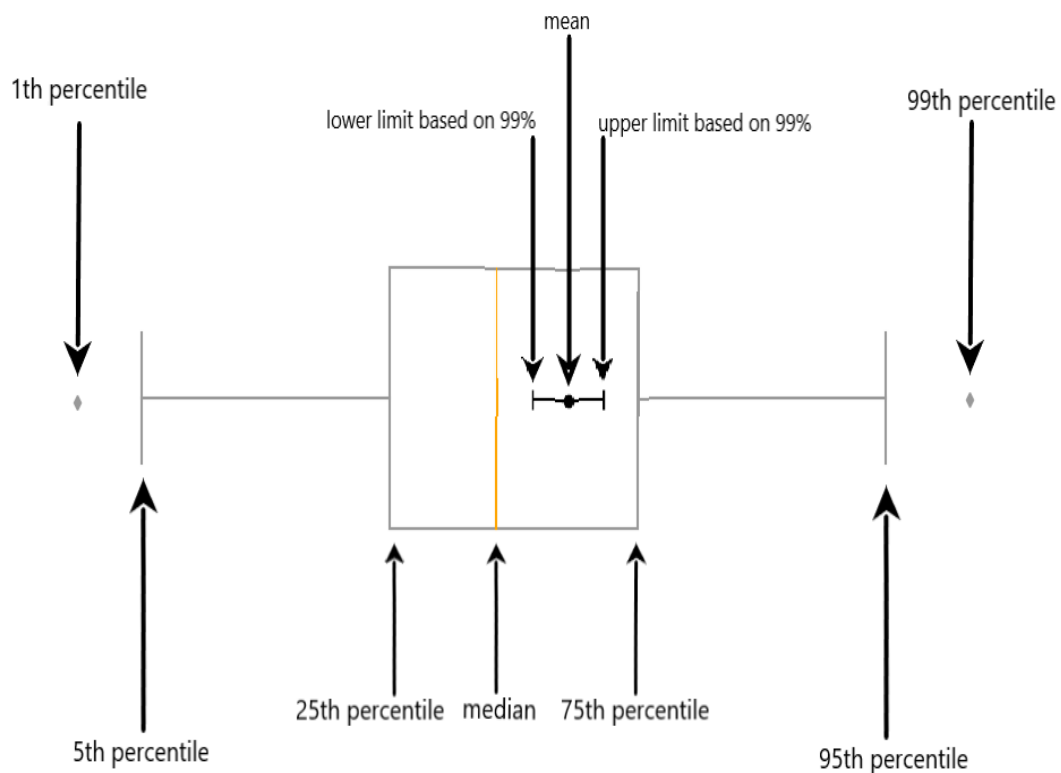 mean
1th percentile
99th percentile
lower limit based on 99%
upper limit based on 99%
25th percentile
median
75th percentile
5th percentile
95th percentile